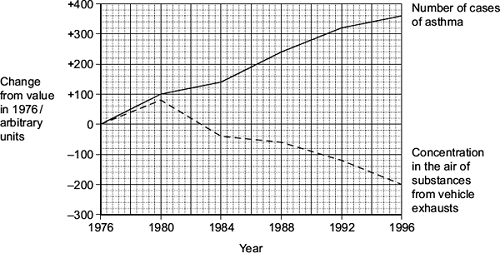 +400
+300
+200
+100
0
–100
–200
–300
Change
from value
in 1976/
arbitrary
units
1976 1980 1984 1988 1992 1996
Year
Number of cases
of asthma
Concentration
in the air of
substances
from vehicle
exhausts